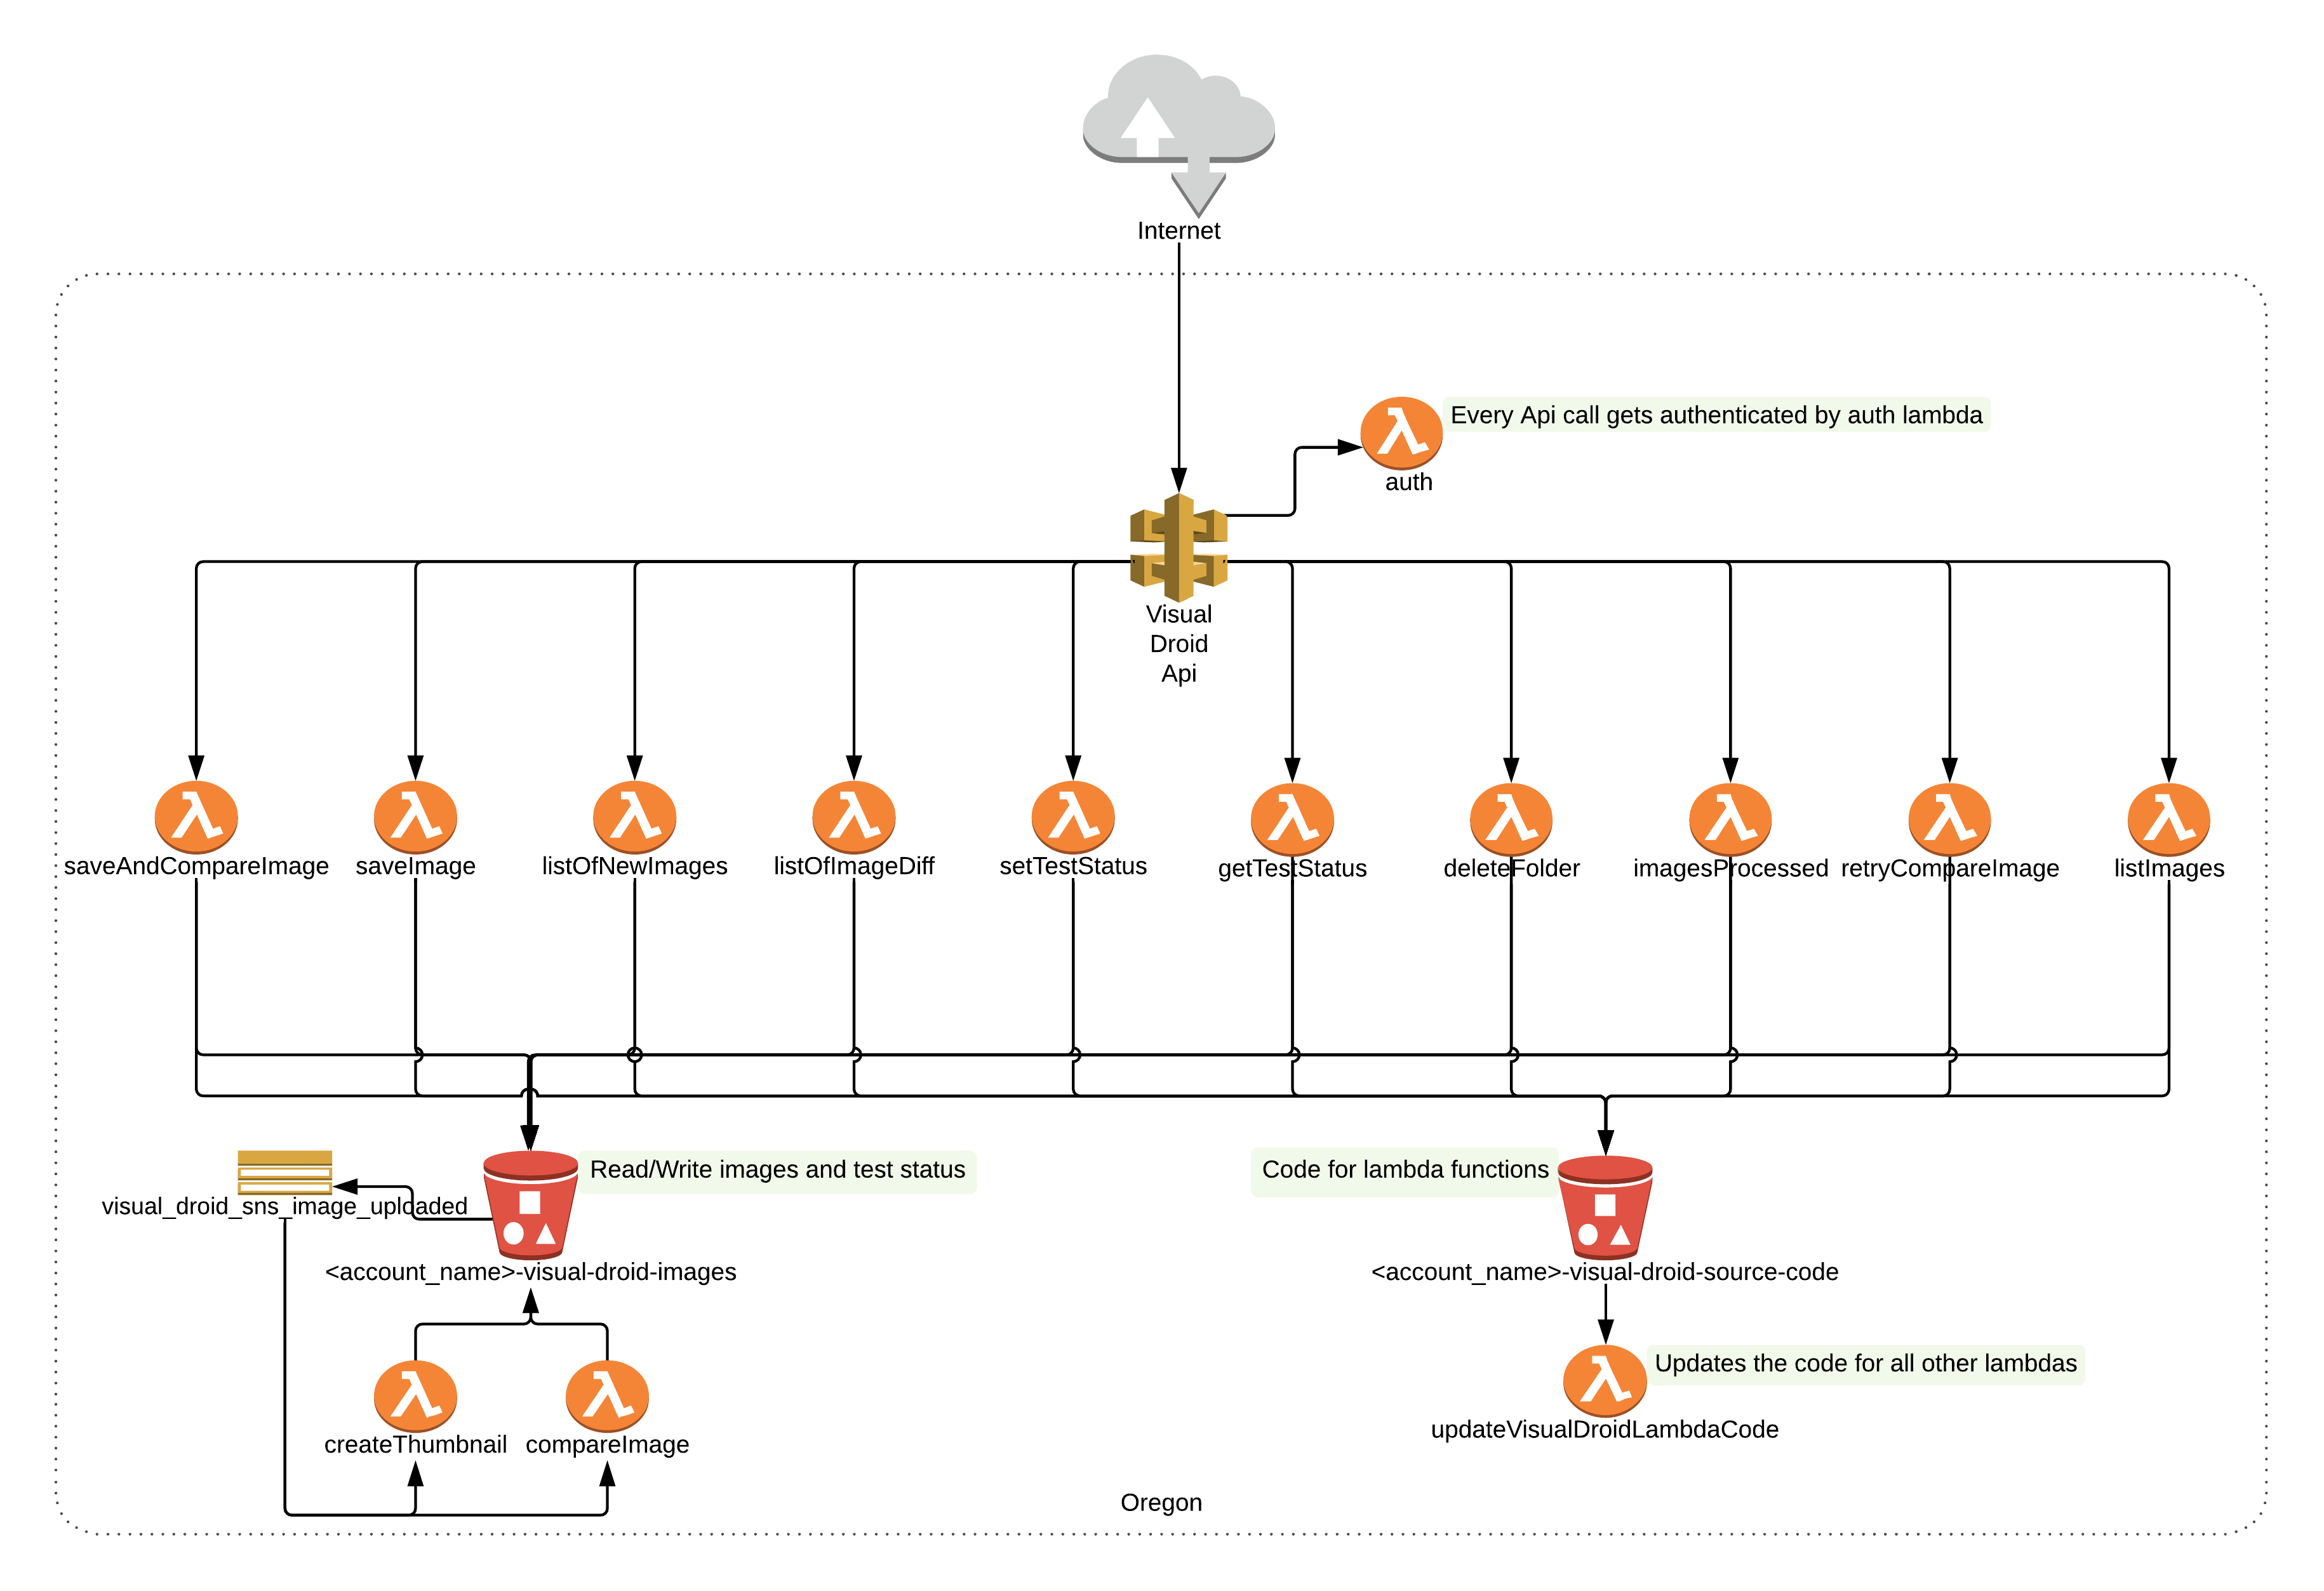 Internet
Every Api call gets authenticated by auth lambda
auth
Visual
Droid
Api
saveAndCompareImage
saveImage
listOfNewImages
listOfImageDiff
setTestStatus
getTestStatus
deleteFolder
imagesProcessed
retryCompareImage
listImages
Read/Write images and test status
Code for lambda functions
visual_droid_sns_image_uploaded
<account_name>-visual-droid-images
<account_name>-visual-droid-source-code
Updates the code for all other lambdas
updateVisualDroidLambdaCode
createThumbnail
compareImage
Oregon